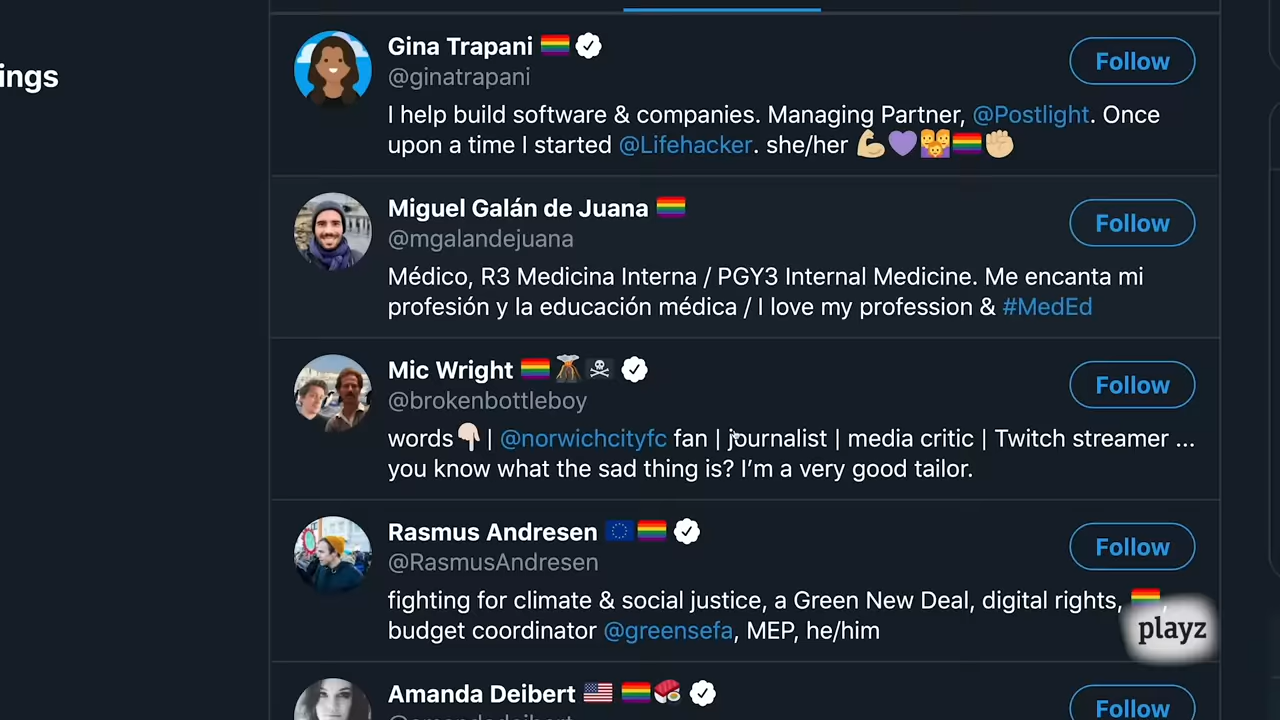 ings
Gina Trapani 🏳️‍🌈
@ginatrapani
Follow
I help build software & companies. Managing Partner, @Postlight. Once
upon a time I started @Lifehacker. she/her 💪🏼💜👩‍👩‍👧🏳️‍🌈✊🏼
Miguel Galán de Juana 🏳️‍🌈
@mgalandejuana
Follow
Médico, R3 Medicina Interna / PGY3 Internal Medicine. Me encanta mi
profesión y la educación médica / I love my profession & #MedEd
Mic Wright 🏳️‍🌈🌋☠️
@brokenbottleboy
Follow
words👇🏻 | @norwichcityfc fan | journalist | media critic | Twitch streamer ...
you know what the sad thing is? I’m a very good tailor.
Rasmus Andresen 🇪🇺🏳️‍🌈
@RasmusAndresen
Follow
fighting for climate & social justice, a Green New Deal, digital rights, 🏳️‍🌈,
budget coordinator @greensefa, MEP, he/him
playz
Amanda Deibert 🇺🇸 🏳️‍🌈🍣
Follow